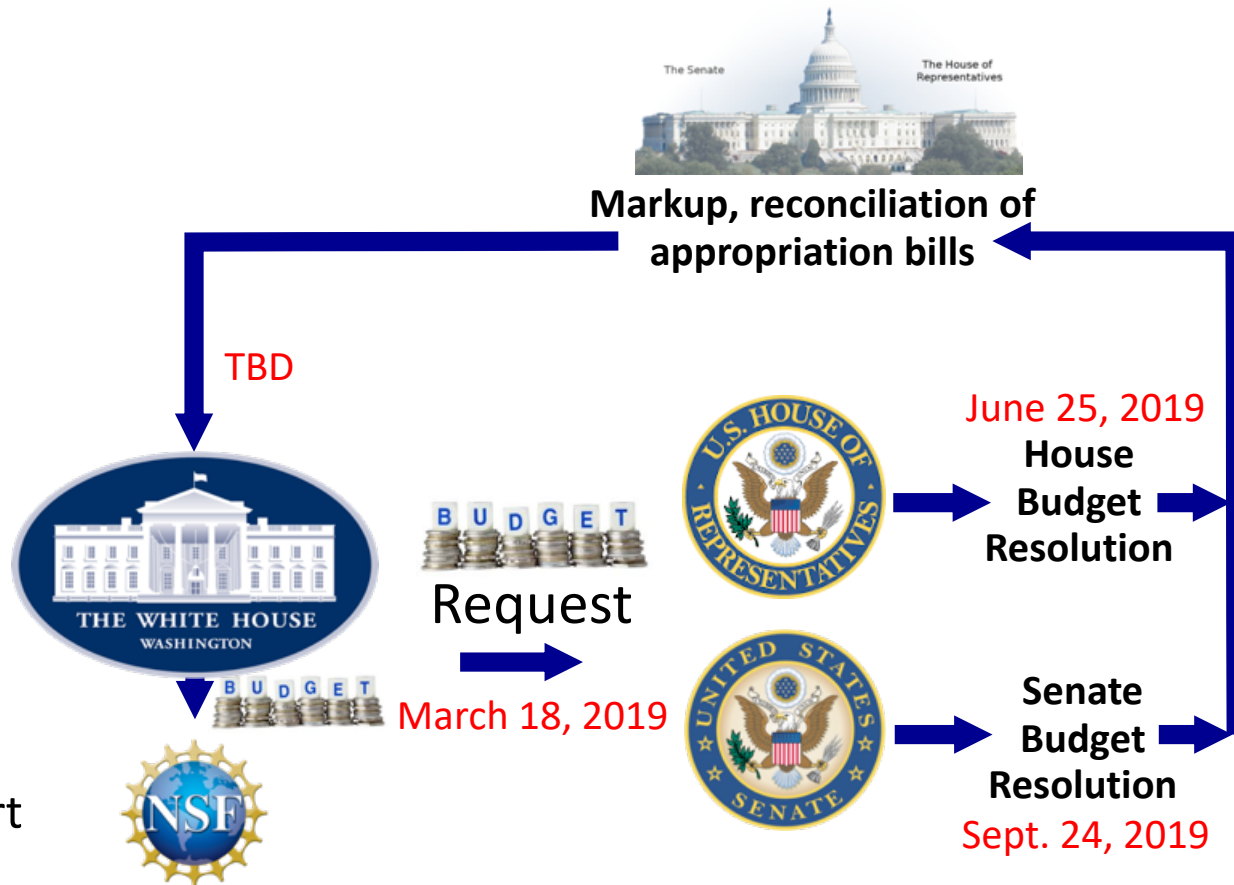 The Senate
The House of
Representatives
Markup, reconciliation of
appropriation bills
TBD
THE WHITE HOUSE
WASHINGTON
BUDGET
Request
March 18, 2019
BUDGET
U.S. HOUSE OF
REPRESENTATIVES
June 25, 2019
House
Budget
Resolution
UNITED STATES
SENATE
Senate
Budget
Resolution
Sept. 24, 2019
rt
NSF